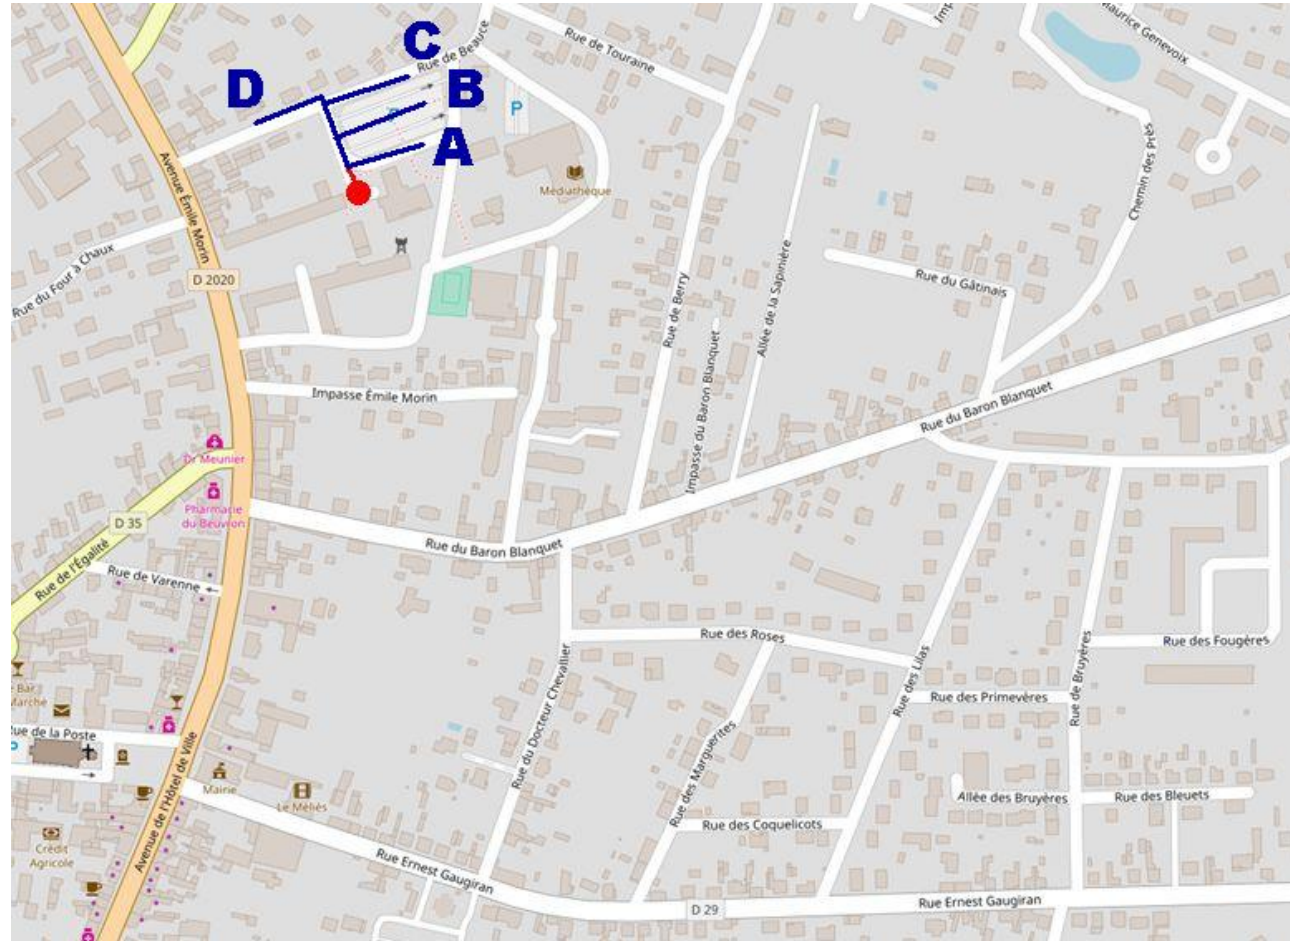 Maurice Genevoix
Imp
C
Rue de Beauce
Rue de Touraine
D
B
P
P
A
Avenue Émile Morin
Médiathèque
Chemin des Prés
Rue du Four à Chaux
D 2020
Rue de Berry
Allée de la Sapinière
Rue du Gâtinais
Impasse du Baron Blanquet
Impasse Émile Morin
Rue du Baron Blanquet
Dr Meunier
Pharmacie
du Beuvron
D 35
Rue de l'Égalité
Rue du Baron Blanquet
Rue de Varenne
Rue des Roses
Rue des Fougères
Rue des Lilas
Rue de Bruyères
Bar
Marché
Rue des Primevères
Rue du Docteur Chevallier
Rue de la Poste
P
Rue des Marguerites
Mairie
Le Méliès
Avenue de l'Hôtel de Ville
Allée des Bruyères
Rue des Bleuets
Rue des Coquelicots
Crédit
Agricole
Rue Ernest Gaugiran
D 29
Rue Ernest Gaugiran